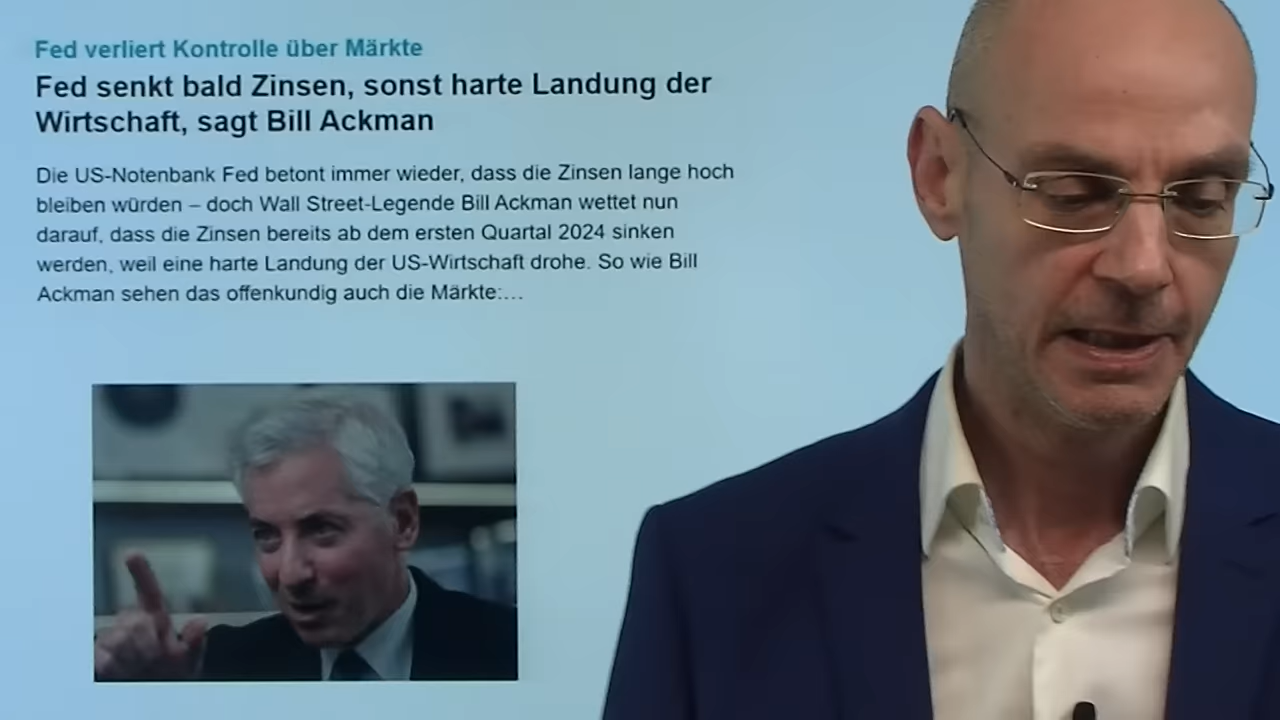 Fed verliert Kontrolle über Märkte
Fed senkt bald Zinsen, sonst harte Landung der
Wirtschaft, sagt Bill Ackman
Die US-Notenbank Fed betont immer wieder, dass die Zinsen lange hoch
bleiben würden – doch Wall Street-Legende Bill Ackman wettet nun
darauf, dass die Zinsen bereits ab dem ersten Quartal 2024 sinken
werden, weil eine harte Landung der US-Wirtschaft drohe. So wie Bill
Ackman sehen das offenkundig auch die Märkte:…